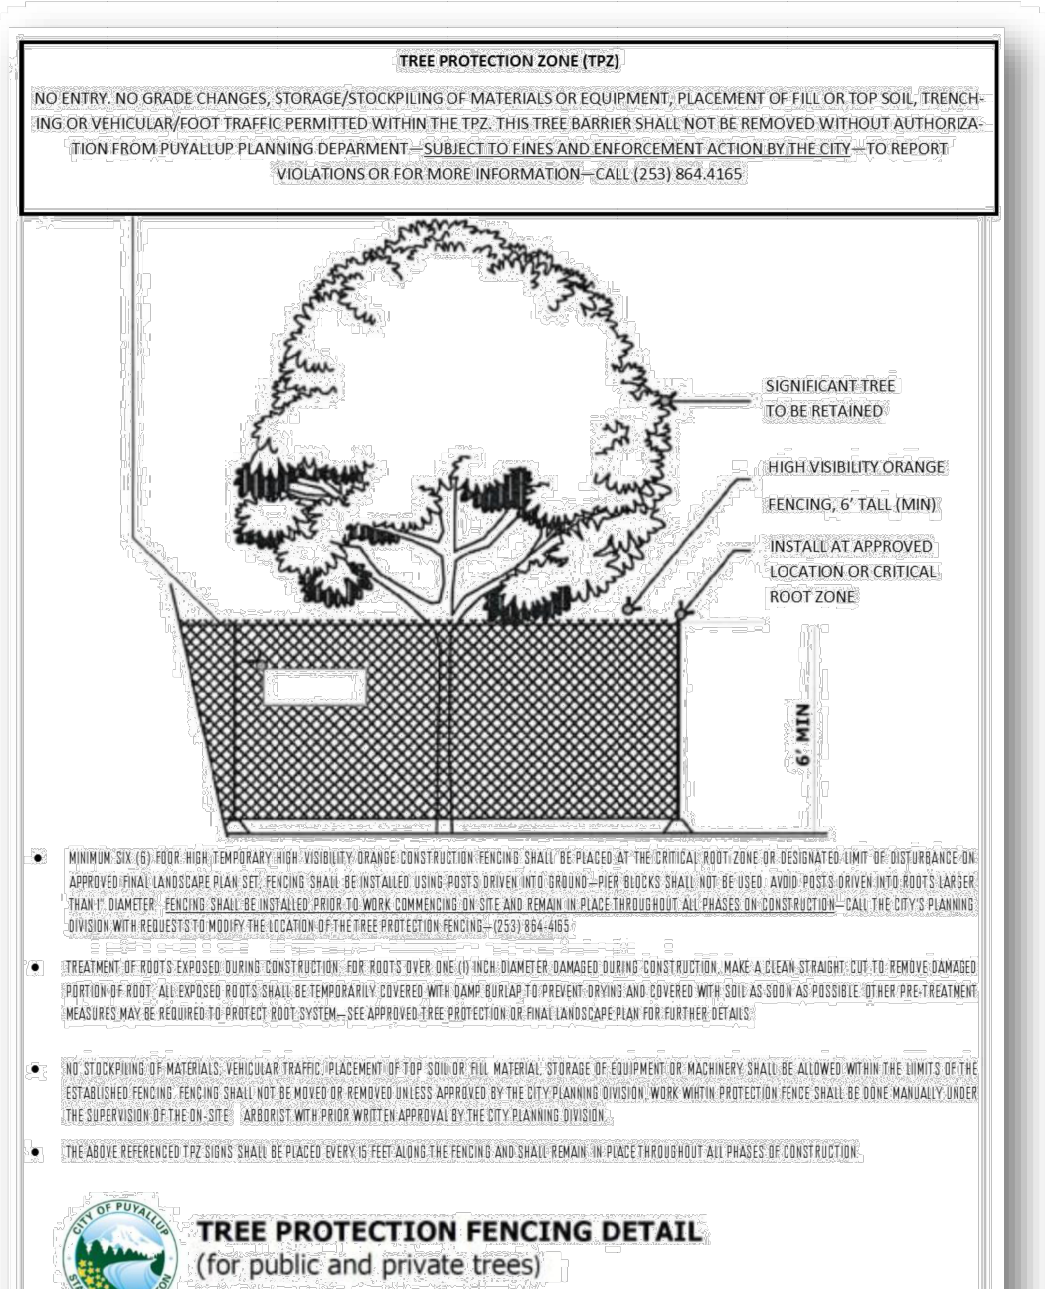 TREE PROTECTION ZONE (TPZ)
NO ENTRY. NO GRADE CHANGES, STORAGE/STOCKPILING OF MATERIALS OR EQUIPMENT, PLACEMENT OF FILL OR TOP SOIL, TRENCH-
ING OR VEHICULAR/FOOT TRAFFIC PERMITTED WITHIN THE TPZ. THIS TREE BARRIER SHALL NOT BE REMOVED WITHOUT AUTHORIZA-
TION FROM PUYALLUP PLANNING DEPARMENT—SUBJECT TO FINES AND ENFORCEMENT ACTION BY THE CITY—TO REPORT
VIOLATIONS OR FOR MORE INFORMATION—CALL (253) 864.4165
SIGNIFICANT TREE
TO BE RETAINED
HIGH VISIBILITY ORANGE
FENCING, 6' TALL (MIN)
INSTALL AT APPROVED
LOCATION OR CRITICAL
ROOT ZONE
6' MIN
• MINIMUM SIX (6) FOOR HIGH TEMPORARY HIGH VISIBILITY ORANGE CONSTRUCTION FENCING SHALL BE PLACED AT THE CRITICAL ROOT ZONE OR DESIGNATED LIMIT OF DISTURBANCE ON
APPROVED FINAL LANDSCAPE PLAN SET. FENCING SHALL BE INSTALLED USING POSTS DRIVEN INTO GROUND—PIER BLOCKS SHALL NOT BE USED. AVOID POSTS DRIVEN INTO ROOTS LARGER
THAN 1" DIAMETER. FENCING SHALL BE INSTALLED PRIOR TO WORK COMMENCING ON SITE AND REMAIN IN PLACE THROUGHOUT ALL PHASES ON CONSTRUCTION—CALL THE CITY'S PLANNING
DIVISION WITH REQUESTS TO MODIFY THE LOCATION OF THE TREE PROTECTION FENCING—(253) 864-4165
• TREATMENT OF ROOTS EXPOSED DURING CONSTRUCTION: FOR ROOTS OVER ONE (1) INCH DIAMETER DAMAGED DURING CONSTRUCTION, MAKE A CLEAN STRAIGHT CUT TO REMOVE DAMAGED
PORTION OF ROOT. ALL EXPOSED ROOTS SHALL BE TEMPORARILY COVERED WITH DAMP BURLAP TO PREVENT DRYING AND COVERED WITH SOIL AS SOON AS POSSIBLE. OTHER PRE-TREATMENT
MEASURES MAY BE REQUIRED TO PROTECT ROOT SYSTEM—SEE APPROVED TREE PROTECTION OR FINAL LANDSCAPE PLAN FOR FURTHER DETAILS.
• NO STOCKPILING OF MATERIALS, VEHICULAR TRAFFIC, PLACEMENT OF TOP SOIL OR FILL MATERIAL, STORAGE OF EQUIPMENT OR MACHINERY SHALL BE ALLOWED WITHIN THE LIMITS OF THE
ESTABLISHED FENCING. FENCING SHALL NOT BE MOVED OR REMOVED UNLESS APPROVED BY THE CITY PLANNING DIVISION. WORK WIHTIN PROTECTION FENCE SHALL BE DONE MANUALLY UNDER
THE SUPERVISION OF THE ON-SITE ARBORIST WITH PRIOR WRITTEN APPROVAL BY THE CITY PLANNING DIVISION.
• THE ABOVE REFERENCED TPZ SIGNS SHALL BE PLACED EVERY 15 FEET ALONG THE FENCING AND SHALL REMAIN IN PLACE THROUGHOUT ALL PHASES OF CONSTRUCTION.
CITY OF PUYALLUP
TREE PROTECTION FENCING DETAIL
(for public and private trees)